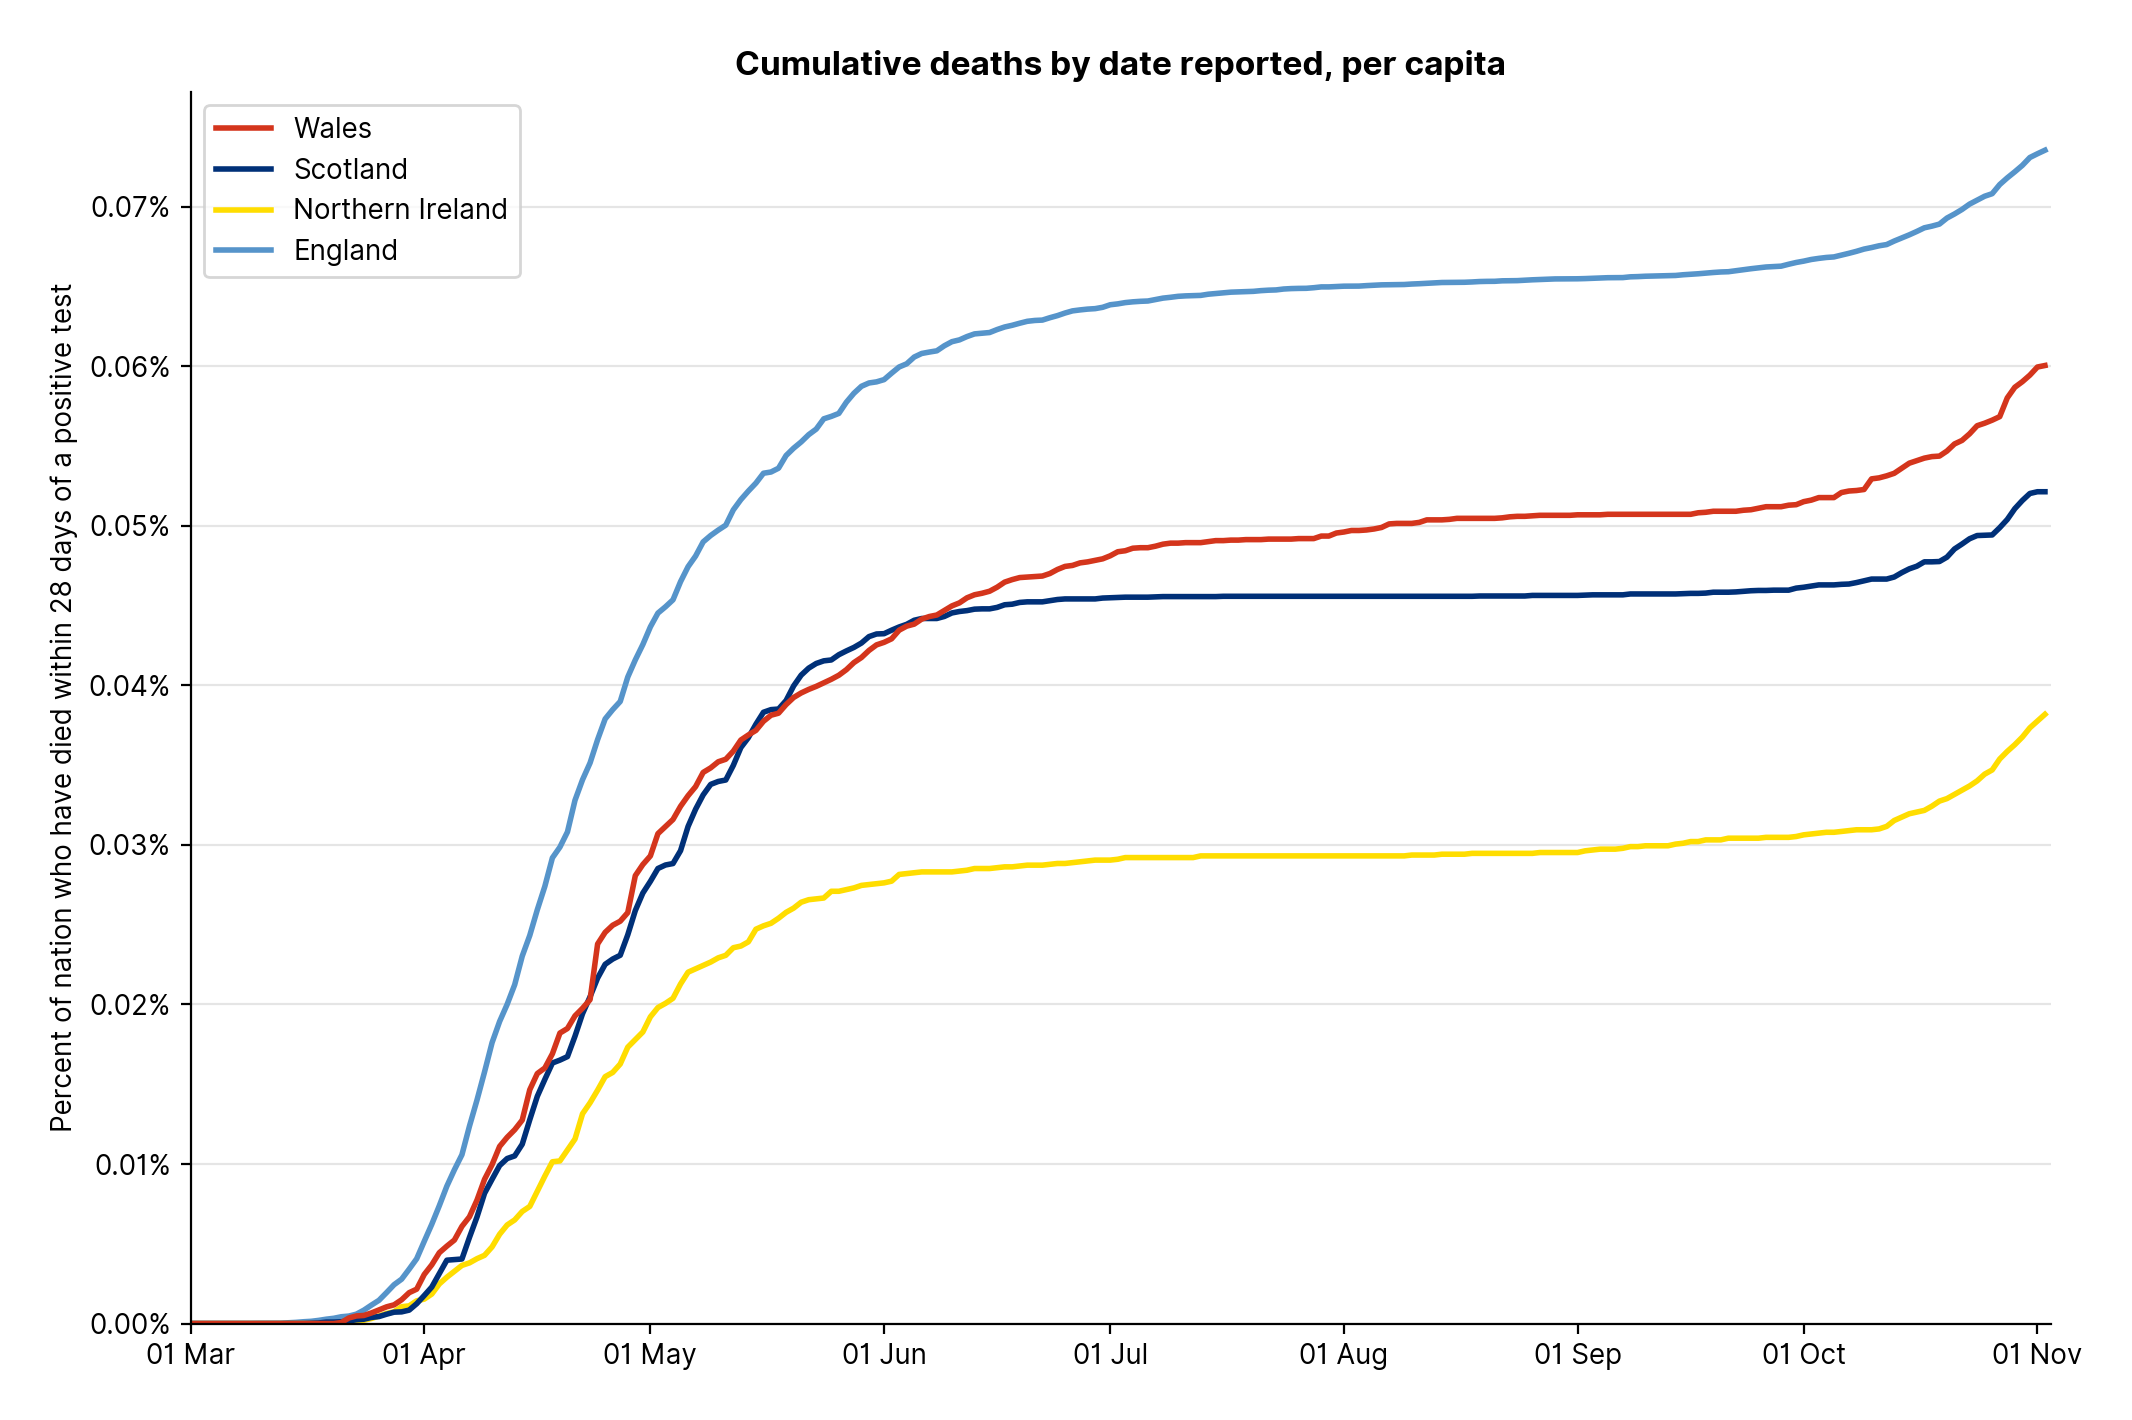 Cumulative deaths by date reported, per capita
Wales
Scotland
Northern Ireland
England
Percent of nation who have died within 28 days of a positive test
0.07%
0.06%
0.05%
0.04%
0.03%
0.02%
0.01%
0.00%
01 Mar
01 Apr
01 May
01 Jun
01 Jul
01 Aug
01 Sep
01 Oct
01 Nov